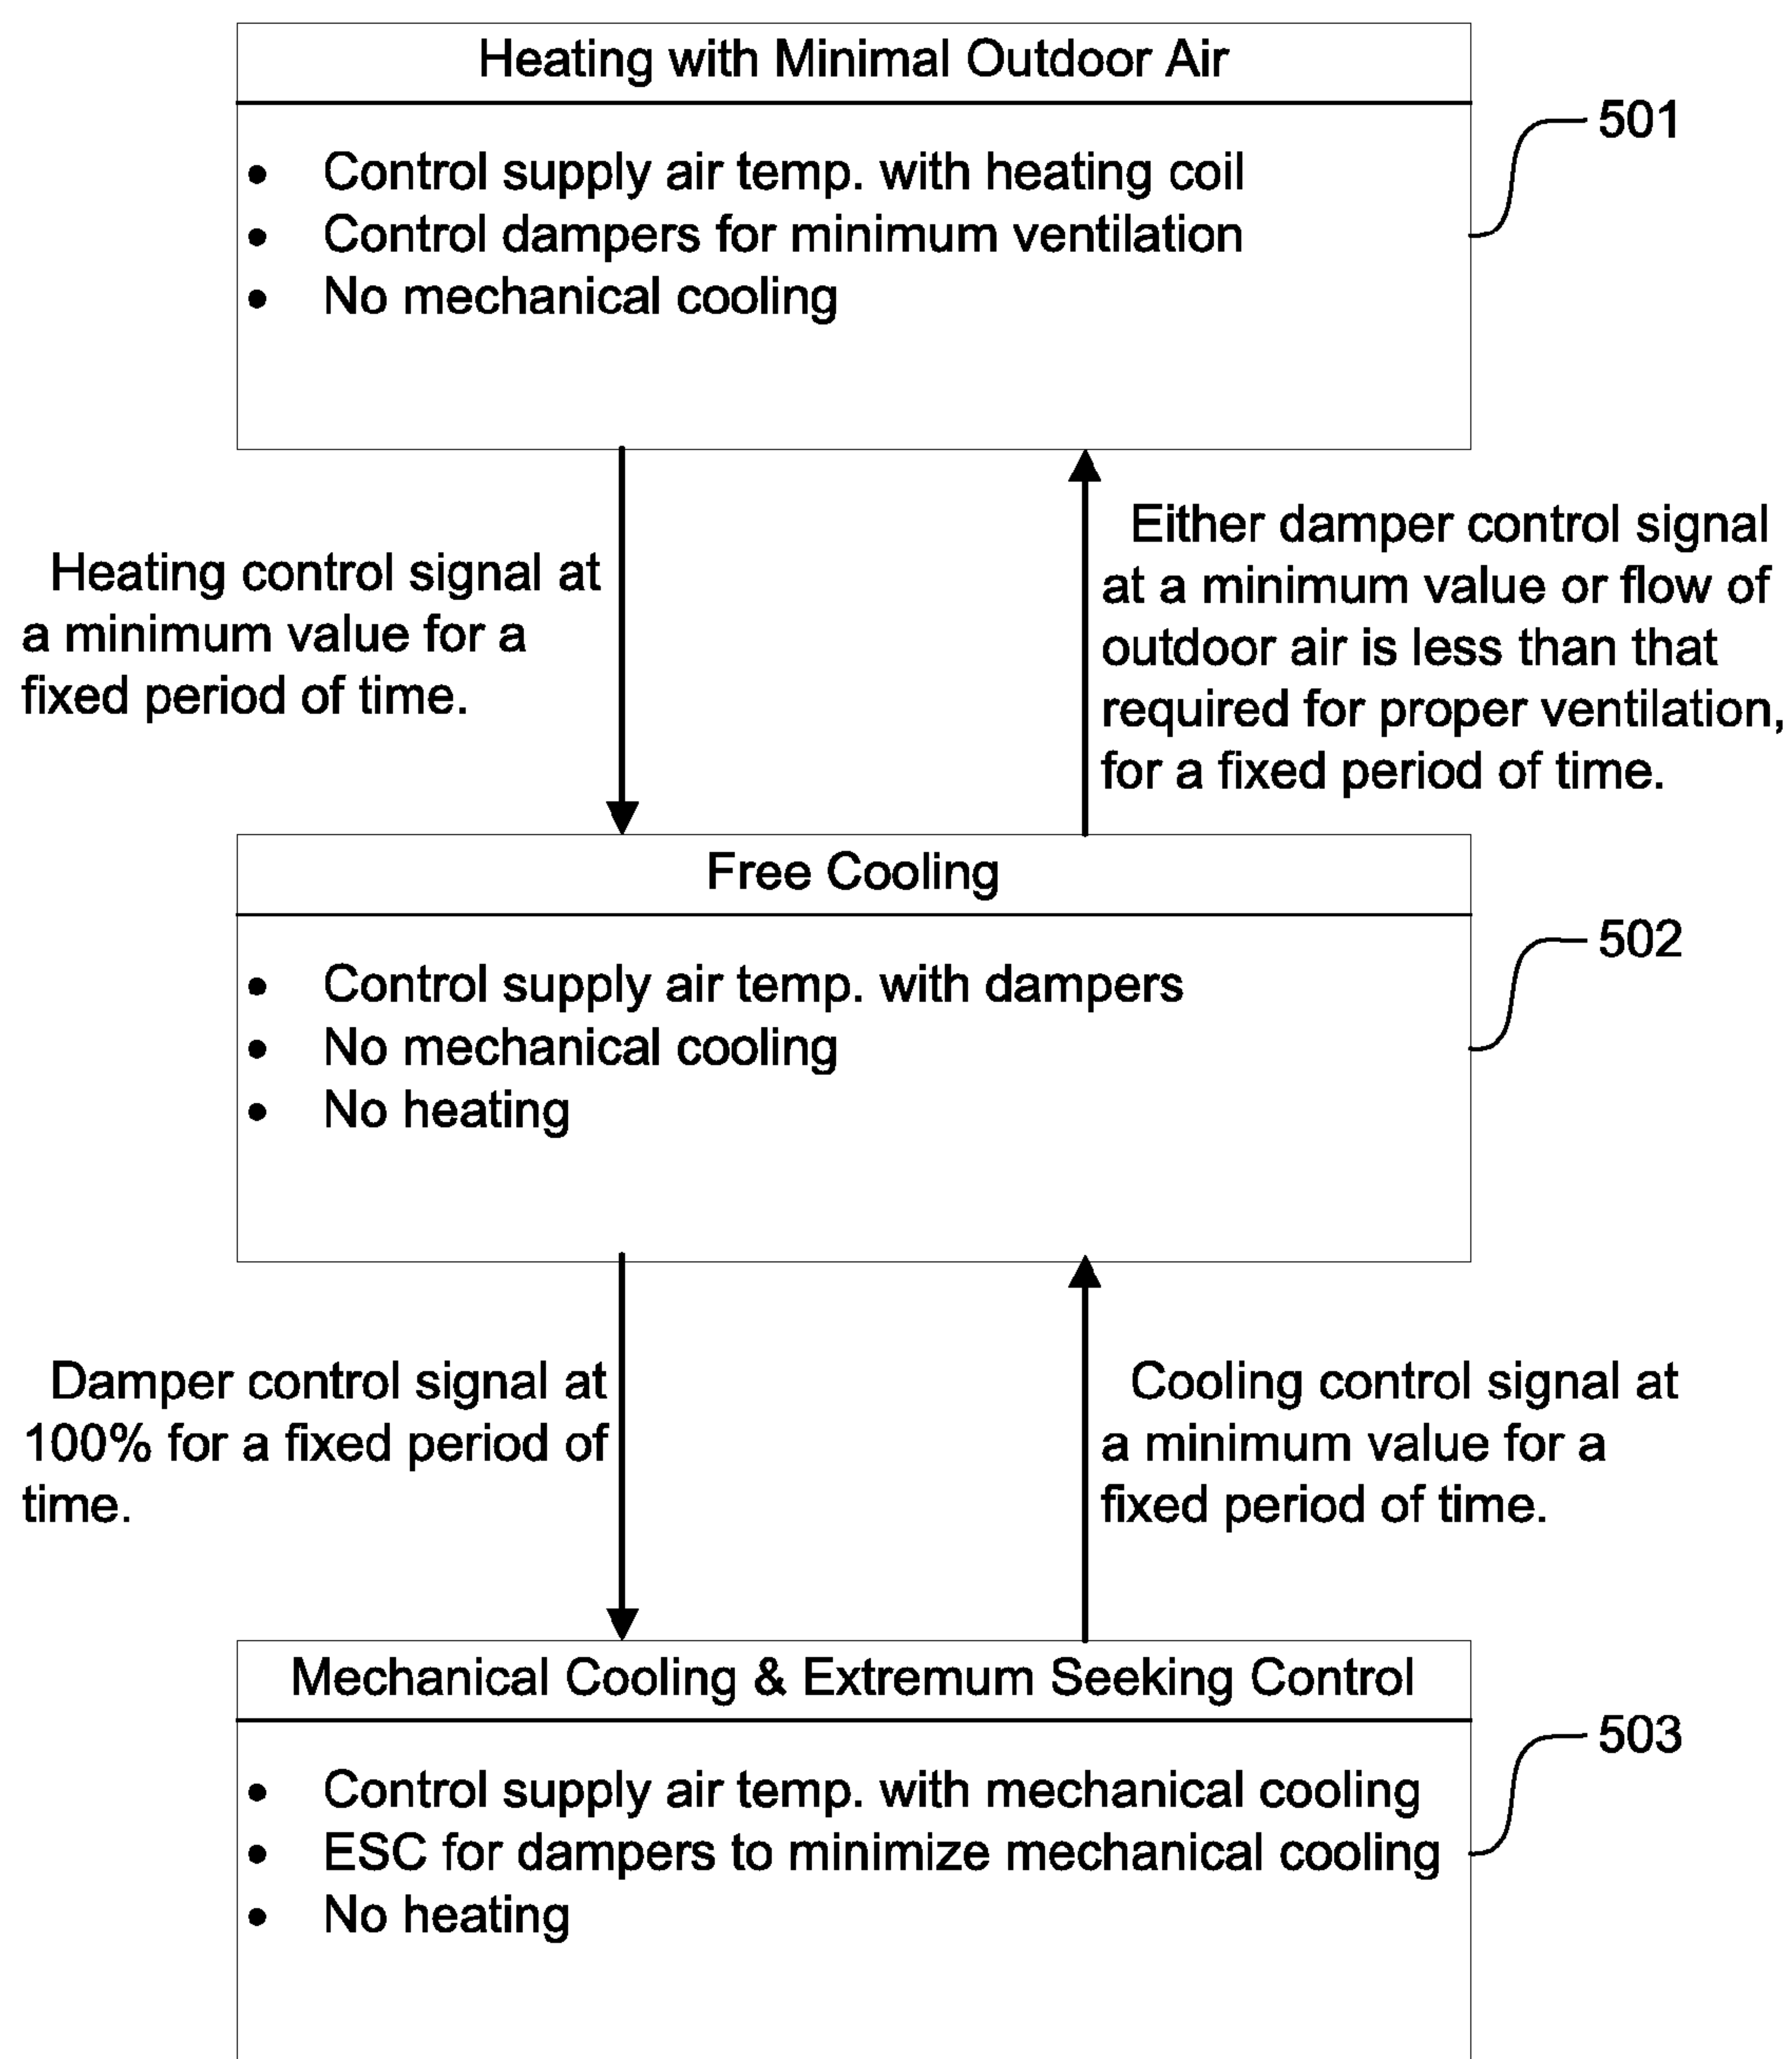 Heating with Minimal Outdoor Air
501
• Control supply air temp. with heating coil
• Control dampers for minimum ventilation
• No mechanical cooling
Heating control signal at
a minimum value for a
fixed period of time.
Either damper control signal
at a minimum value or flow of
outdoor air is less than that
required for proper ventilation,
for a fixed period of time.
Free Cooling
502
• Control supply air temp. with dampers
• No mechanical cooling
• No heating
Damper control signal at
100% for a fixed period of
time.
Cooling control signal at
a minimum value for a
fixed period of time.
Mechanical Cooling & Extremum Seeking Control
503
• Control supply air temp. with mechanical cooling
• ESC for dampers to minimize mechanical cooling
• No heating